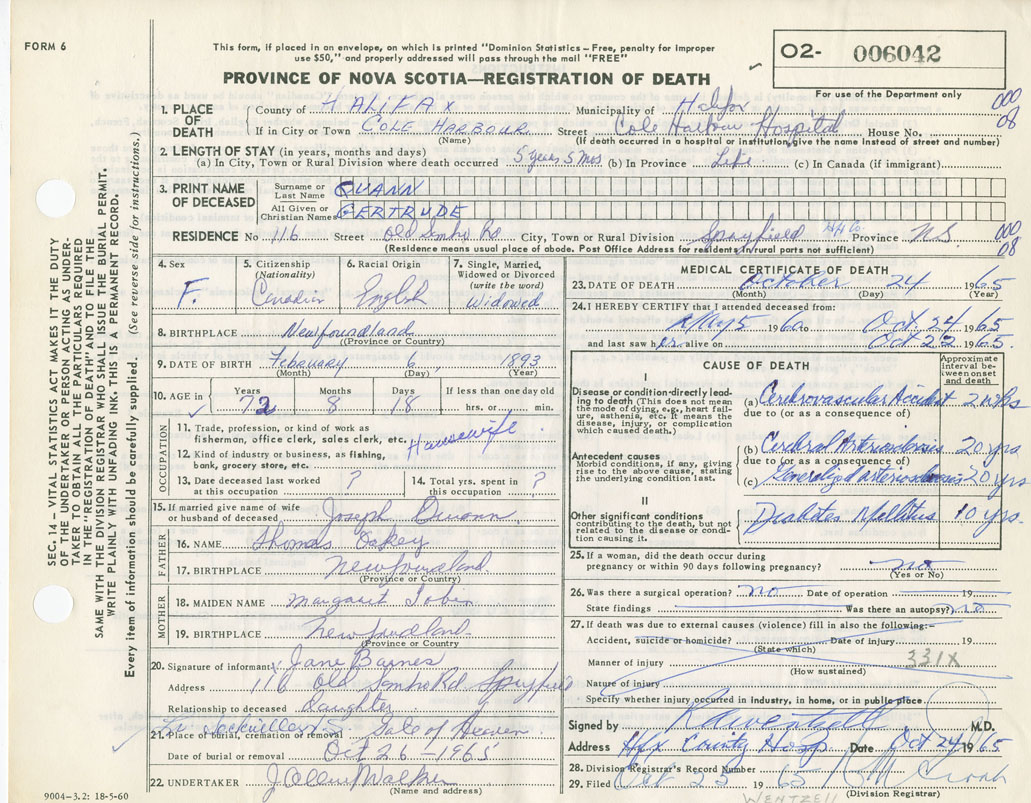 FORM 6
This form, if placed in an envelope, on which is printed "Dominion Statistics – Free, penalty for improper
use $50," and properly addressed will pass through the mail "FREE"
O2- 006042
PROVINCE OF NOVA SCOTIA—REGISTRATION OF DEATH
For use of the Department only
000
08
1. PLACE OF DEATH
County of HALIFAX Municipality of Halifax
If in City or Town COLE HARBOUR Street Cole Harbour Hospital House No.
(Name) (If death occurred in a hospital or institution, give name instead of street and number)
2. LENGTH OF STAY (in years, months and days)
(a) In City, Town or Rural Division where death occurred 5 years 5 mos (b) In Province Life (c) In Canada (if immigrant)
3. PRINT NAME OF DECEASED
Surname or Last Name QUANN
All Given or Christian Names GERTRUDE
RESIDENCE No 116 Street Old Sambro Rd City, Town or Rural Division Spryfield Hfx Co. Province N.S.
000
08
(Residence means usual place of abode. Post Office Address for residents in rural parts is not sufficient)
4. Sex F.
5. Citizenship (Nationality) Canadian
6. Racial Origin English
7. Single, Married, Widowed or Divorced (write the word) Widowed
8. BIRTHPLACE Newfoundland
(Province or Country)
9. DATE OF BIRTH February 6 1893
(Month) (Day) (Year)
10. AGE in Years 72 Months 8 Days 18 If less than one day old hrs. or min.
OCCUPATION
11. Trade, profession, or kind of work as
fisherman, office clerk, sales clerk, etc. Housewife
12. Kind of industry or business, as fishing,
bank, grocery store, etc.
13. Date deceased last worked at this occupation ?
14. Total yrs. spent in this occupation ?
15. If married give name of wife
or husband of deceased Joseph Quann
FATHER
16. NAME Thomas Oakey
17. BIRTHPLACE Newfoundland
(Province or Country)
MOTHER
18. MAIDEN NAME Margaret Tobin
19. BIRTHPLACE Newfoundland
(Province or Country)
20. Signature of informant Jane Barnes
Address 116 Old Sambro Rd Spryfield
Relationship to deceased daughter
21. Place of burial, cremation or removal Gate of Heaven
Date of burial or removal Oct 26 – 1965
22. UNDERTAKER J Allen Walker
(Name and address)
9004–3.2: 18-5-60
MEDICAL CERTIFICATE OF DEATH
23. DATE OF DEATH October 24 1965
(Month) (Day) (Year)
24. I HEREBY CERTIFY that I attended deceased from:
May 5 1960 to Oct. 24 1965
and last saw her alive on Oct 22 1965.
CAUSE OF DEATH
Approximate interval between onset and death
I
Disease or condition directly leading to death (This does not mean the mode of dying, e.g., heart failure, asthenia, etc. It means the disease, injury, or complication which caused death.)
(a) Cerebrovascular Accident 2 wks
due to (or as a consequence of)
Antecedent causes
Morbid conditions, if any, giving rise to the above cause, stating the underlying condition last.
(b) Cerebral Arteriosclerosis 20 yrs
due to (or as a consequence of)
(c) Generalized arteriosclerosis 20 yrs
II
Other significant conditions
contributing to the death, but not related to the disease or condition causing it.
Diabetes Mellitus 10 yrs.
25. If a woman, did the death occur during
pregnancy or within 90 days following pregnancy? no
(Yes or No)
26. Was there a surgical operation? no Date of operation 19
State findings Was there an autopsy? no
27. If death was due to external causes (violence) fill in also the following:–
Accident, suicide or homicide? Date of injury 19
(State which)
Manner of injury 331X
(How sustained)
Nature of injury
Specify whether injury occurred in industry, in home, or in public place
Signed by R A Wentzell M.D.
Address Hfx County Hosp Date Oct 24 1965
28. Division Registrar's Record Number
29. Filed Oct 25 1965
(Division Registrar)
WENTZELL
SEC. 14 – VITAL STATISTICS ACT MAKES IT THE DUTY
OF THE UNDERTAKER OR PERSON ACTING AS UNDER-
TAKER TO OBTAIN ALL THE PARTICULARS REQUIRED
IN THE "REGISTRATION OF DEATH" AND TO FILE THE
SAME WITH THE DIVISION REGISTRAR WHO SHALL ISSUE THE BURIAL PERMIT.
WRITE PLAINLY WITH UNFADING INK. THIS IS A PERMANENT RECORD.
Every item of information should be carefully supplied. (See reverse side for instructions.)